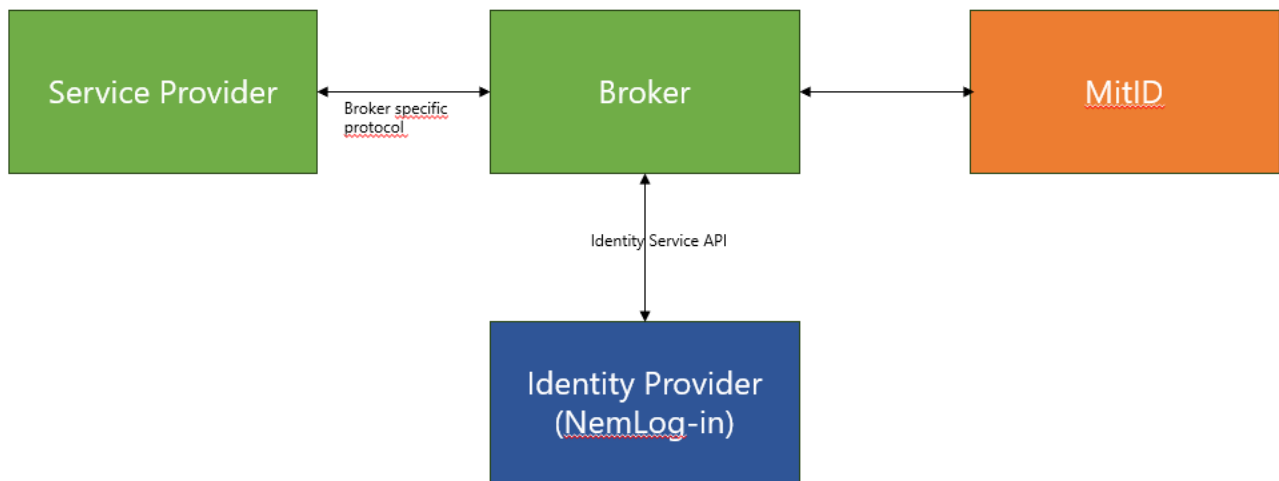 Service Provider
Broker specific
protocol
Broker
MitID
Identity Service API
Identity Provider
(NemLog-in)